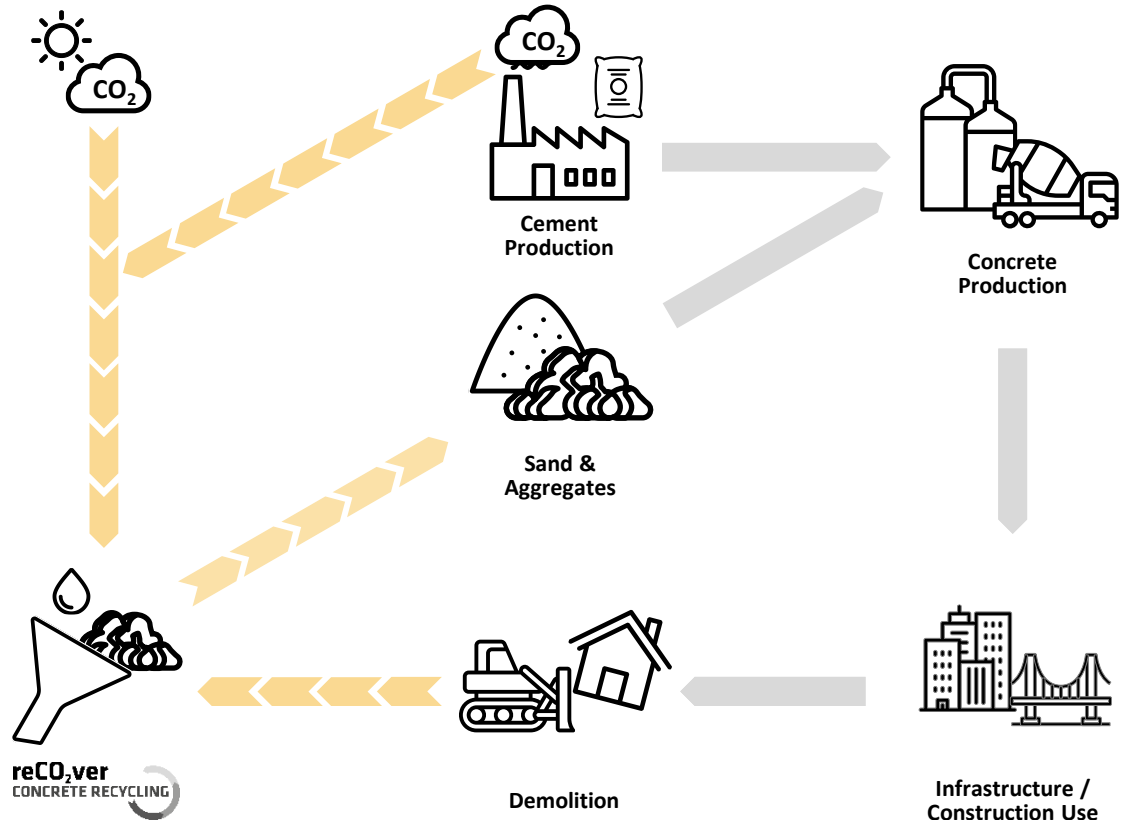 CO₂
CO₂
Cement
Production
Concrete
Production
Sand &
Aggregates
reCO₂ver
CONCRETE RECYCLING
Demolition
Infrastructure /
Construction Use